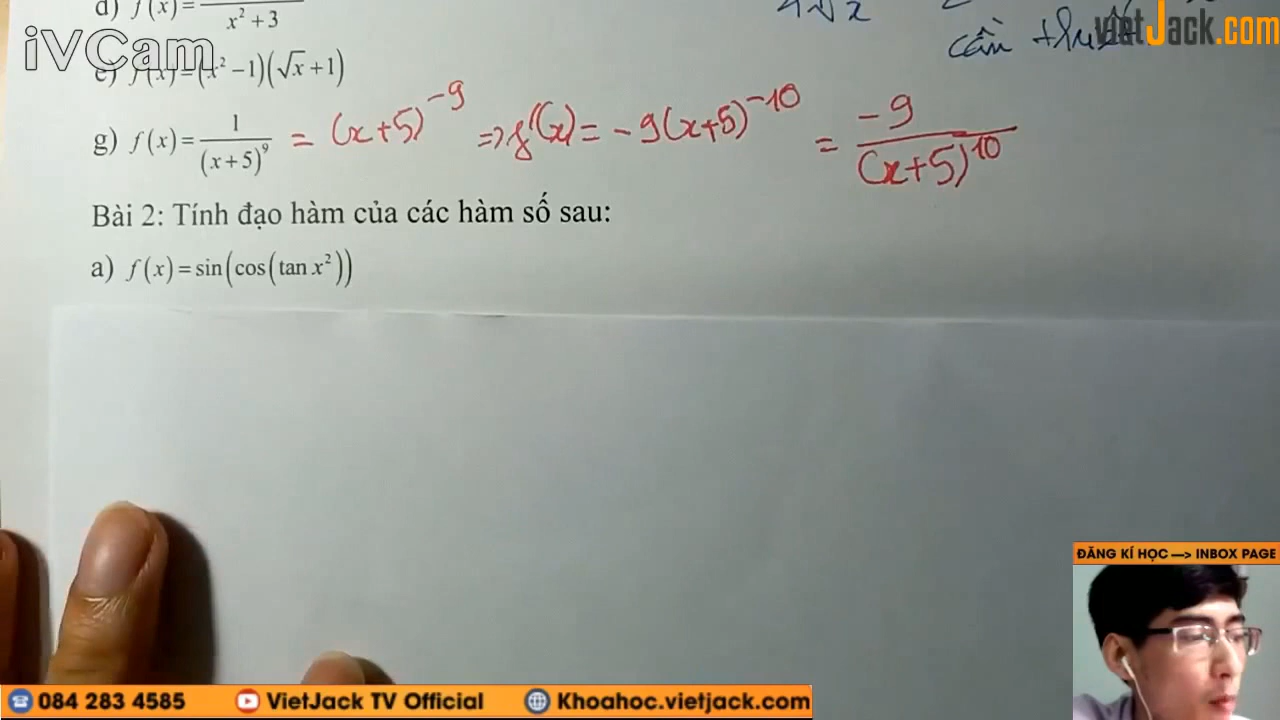 d) f(x)=
x²+3
4√x
cần
vietJack.com
iVCam
e) f(x)=(x²−1)(√x+1)
g) f(x)=1/(x+5)⁹ = (x+5)⁻⁹ ⇒ f'(x) = −9(x+5)⁻¹⁰ = −9/(x+5)¹⁰
Bài 2: Tính đạo hàm của các hàm số sau:
a) f(x)=sin(cos(tan x²))
ĐĂNG KÍ HỌC —> INBOX PAGE
084 283 4585 VietJack TV Official Khoahoc.vietjack.com